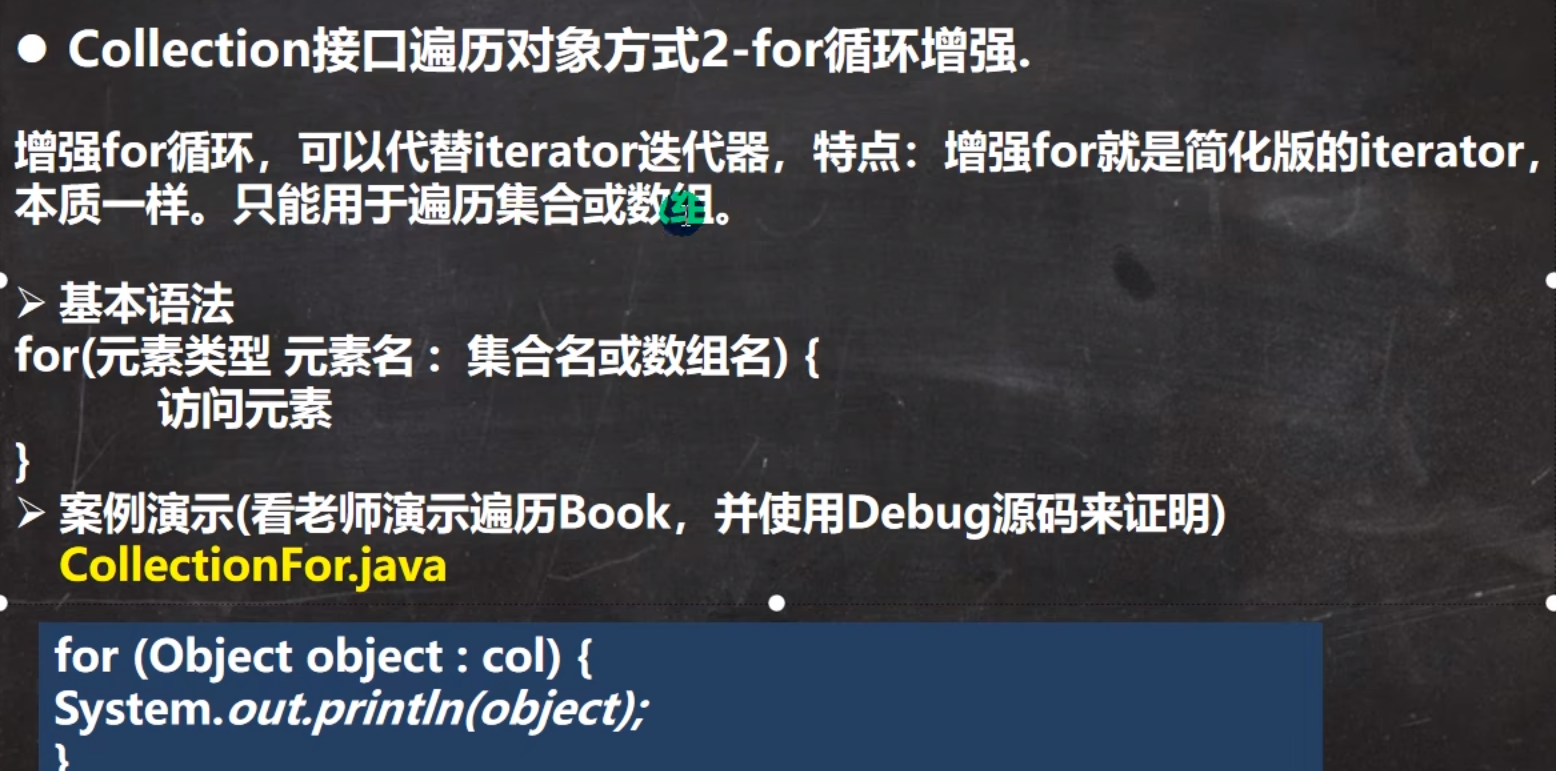 ● Collection接口遍历对象方式2-for循环增强.
增强for循环，可以代替iterator迭代器，特点：增强for就是简化版的iterator，
本质一样。只能用于遍历集合或数组。
➢ 基本语法
for(元素类型 元素名： 集合名或数组名) {
访问元素
}
➢ 案例演示(看老师演示遍历Book，并使用Debug源码来证明)
CollectionFor.java
for (Object object : col) {
System.out.println(object);
}